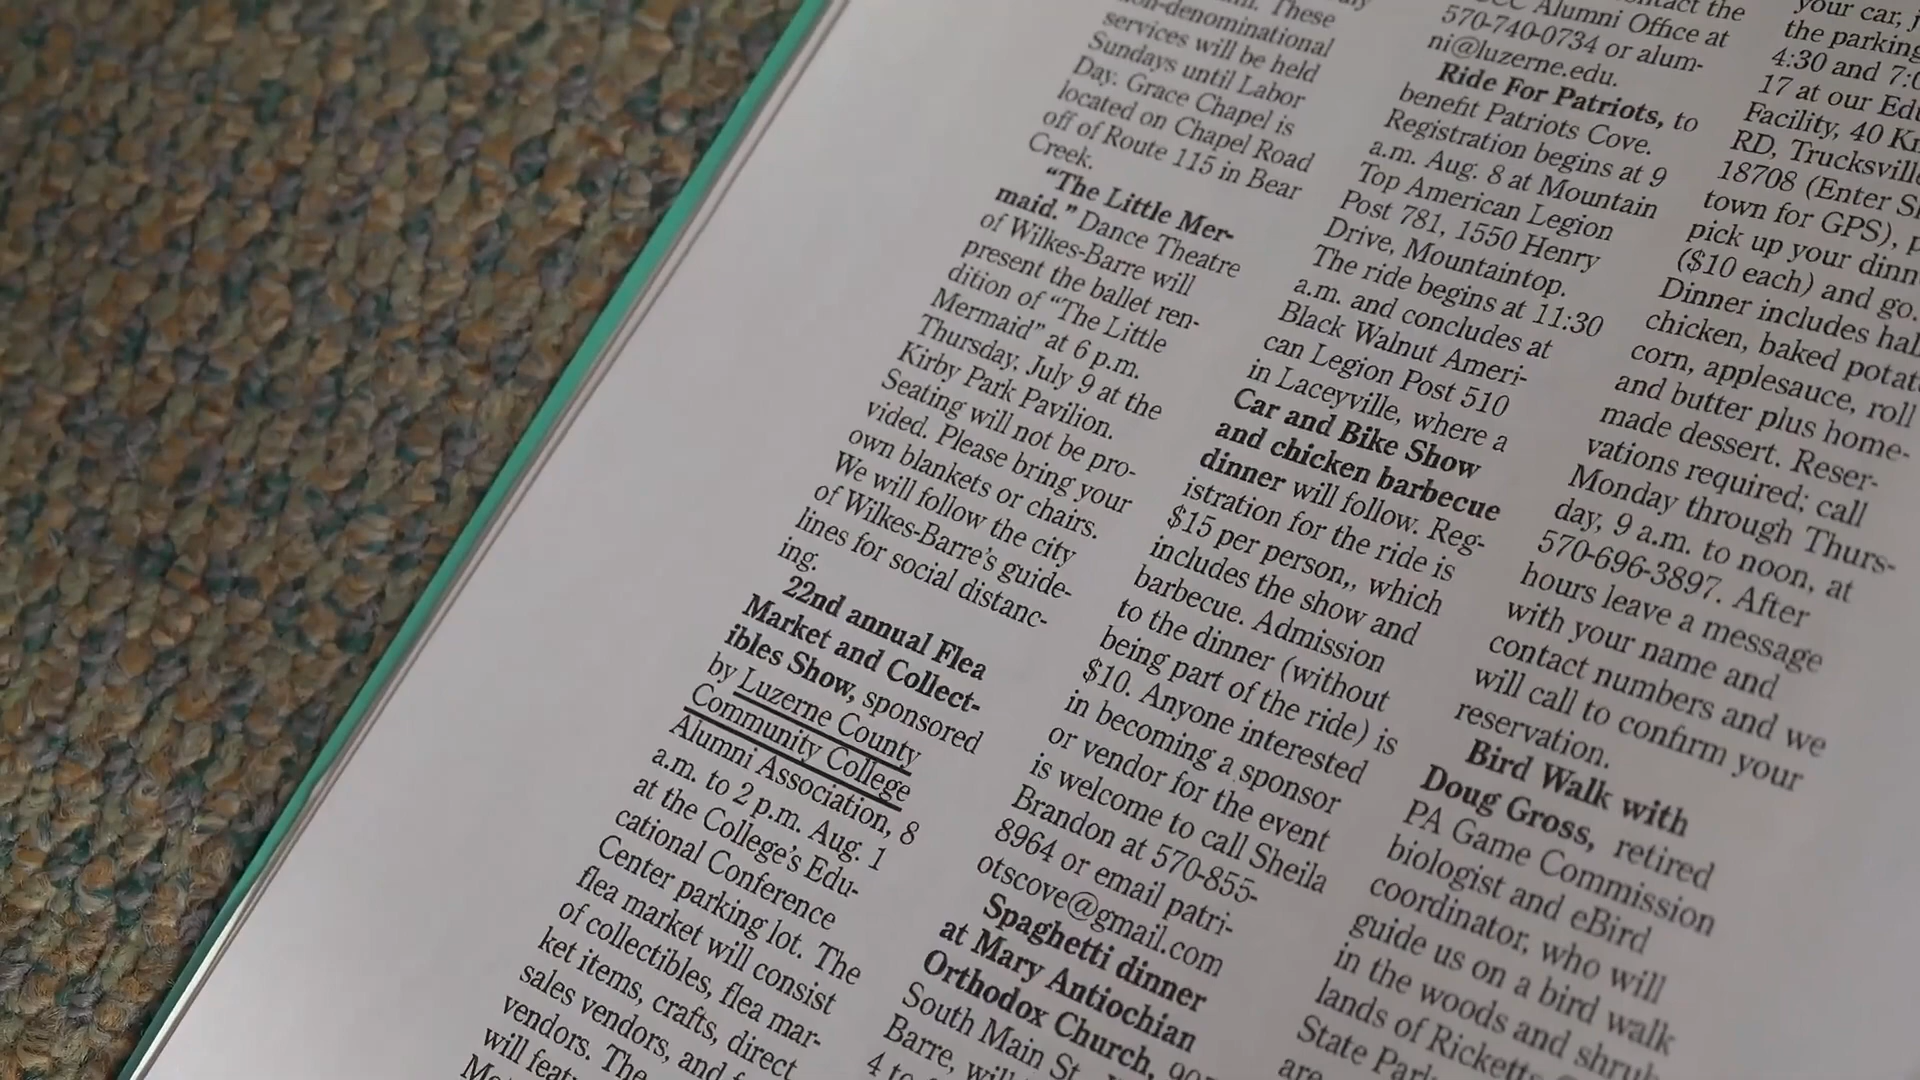 These
non-denominational
services will be held
Sundays until Labor
Day. Grace Chapel is
located on Chapel Road
off of Route 115 in Bear
Creek.
“The Little Mer-
maid.” Dance Theatre
of Wilkes-Barre will
present the ballet ren-
dition of “The Little
Mermaid” at 6 p.m.
Thursday, July 9 at the
Kirby Park Pavilion.
Seating will not be pro-
vided. Please bring your
own blankets or chairs.
We will follow the city
of Wilkes-Barre’s guide-
lines for social distanc-
ing.
22nd annual Flea
Market and Collect-
ibles Show, sponsored
by Luzerne County
Community College
Alumni Association, 8
a.m. to 2 p.m. Aug. 1
at the College’s Edu-
cational Conference
Center parking lot. The
flea market will consist
of collectibles, flea mar-
ket items, crafts, direct
sales vendors, and
vendors. The
will
contact the
Alumni Office at
570-740-0734 or alum-
ni@luzerne.edu.
Ride For Patriots, to
benefit Patriots Cove.
Registration begins at 9
a.m. Aug. 8 at Mountain
Top American Legion
Post 781, 1550 Henry
Drive, Mountaintop.
The ride begins at 11:30
a.m. and concludes at
Black Walnut Ameri-
can Legion Post 510
in Laceyville, where a
Car and Bike Show
and chicken barbecue
dinner will follow. Reg-
istration for the ride is
$15 per person,, which
includes the show and
barbecue. Admission
to the dinner (without
being part of the ride) is
$10. Anyone interested
in becoming a sponsor
or vendor for the event
is welcome to call Sheila
Brandon at 570-855-
8964 or email patri-
otscove@gmail.com
Spaghetti dinner
at Mary Antiochian
Orthodox Church,
South Main St.
Barre, will
4 to
your car,
the parking
4:30 and
17 at our
Facility, 40
RD, Trucksville
18708 (Enter
town for GPS),
pick up your
($10 each) and go.
Dinner includes
chicken, baked
corn, applesauce, roll
and butter plus home-
made dessert. Reser-
vations required; call
Monday through Thurs-
day, 9 a.m. to noon, at
570-696-3897. After
hours leave a message
with your name and
contact numbers and we
will call to confirm your
reservation.
Bird Walk with
Doug Gross, retired
PA Game Commission
biologist and eBird
coordinator, who will
guide us on a bird walk
in the woods and
lands of
State
are